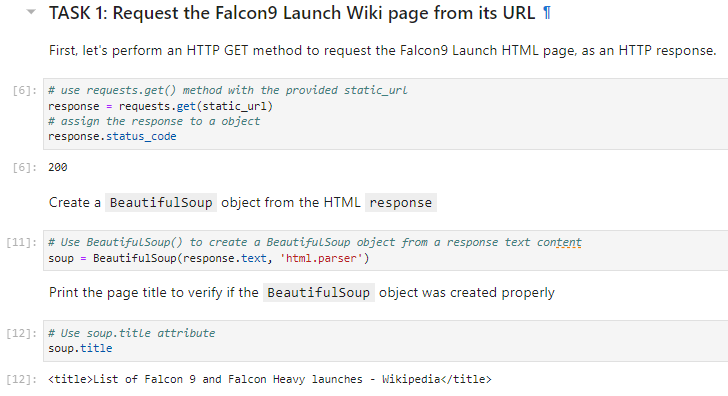 TASK 1: Request the Falcon9 Launch Wiki page from its URL ¶
First, let's perform an HTTP GET method to request the Falcon9 Launch HTML page, as an HTTP response.
[6]: # use requests.get() method with the provided static_url
response = requests.get(static_url)
# assign the response to a object
response.status_code
[6]: 200
Create a BeautifulSoup object from the HTML response
[11]: # Use BeautifulSoup() to create a BeautifulSoup object from a response text content
soup = BeautifulSoup(response.text, 'html.parser')
Print the page title to verify if the BeautifulSoup object was created properly
[12]: # Use soup.title attribute
soup.title
[12]: <title>List of Falcon 9 and Falcon Heavy launches - Wikipedia</title>